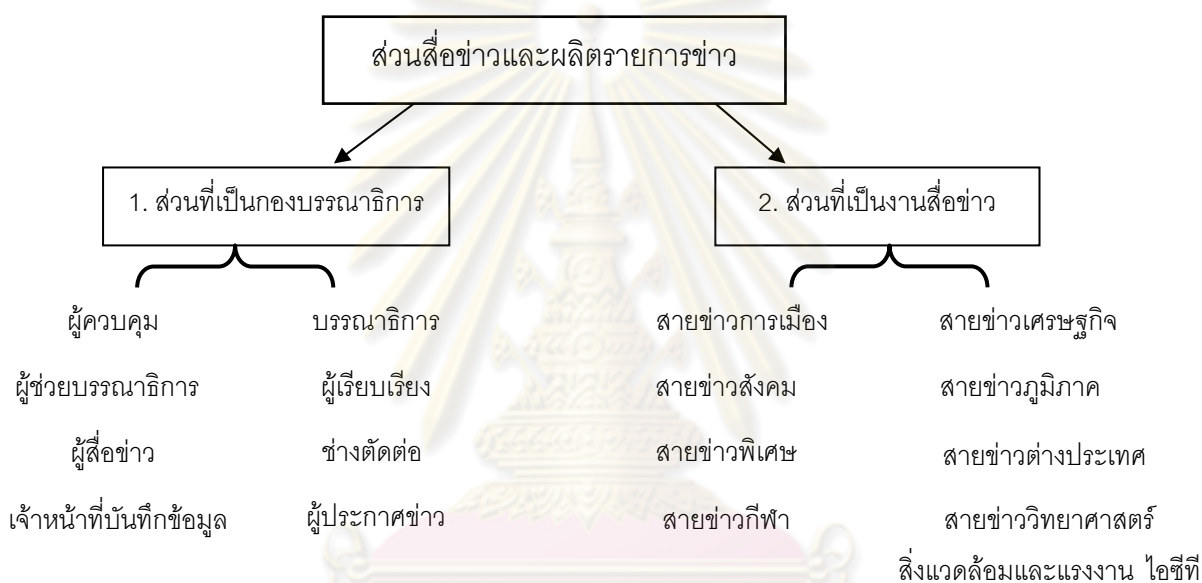 ส่วนสื่อข่าวและผลิตรายการข่าว
1. ส่วนที่เป็นกองบรรณาธิการ
2. ส่วนที่เป็นงานสื่อข่าว
ผู้ควบคุม
บรรณาธิการ
ผู้ช่วยบรรณาธิการ
ผู้เรียบเรียง
ผู้สื่อข่าว
ช่างตัดต่อ
เจ้าหน้าที่บันทึกข้อมูล
ผู้ประกาศข่าว
สายข่าวการเมือง
สายข่าวเศรษฐกิจ
สายข่าวสังคม
สายข่าวภูมิภาค
สายข่าวพิเศษ
สายข่าวต่างประเทศ
สายข่าวกีฬา
สายข่าววิทยาศาสตร์
สิ่งแวดล้อมและแรงงาน ไอซีที